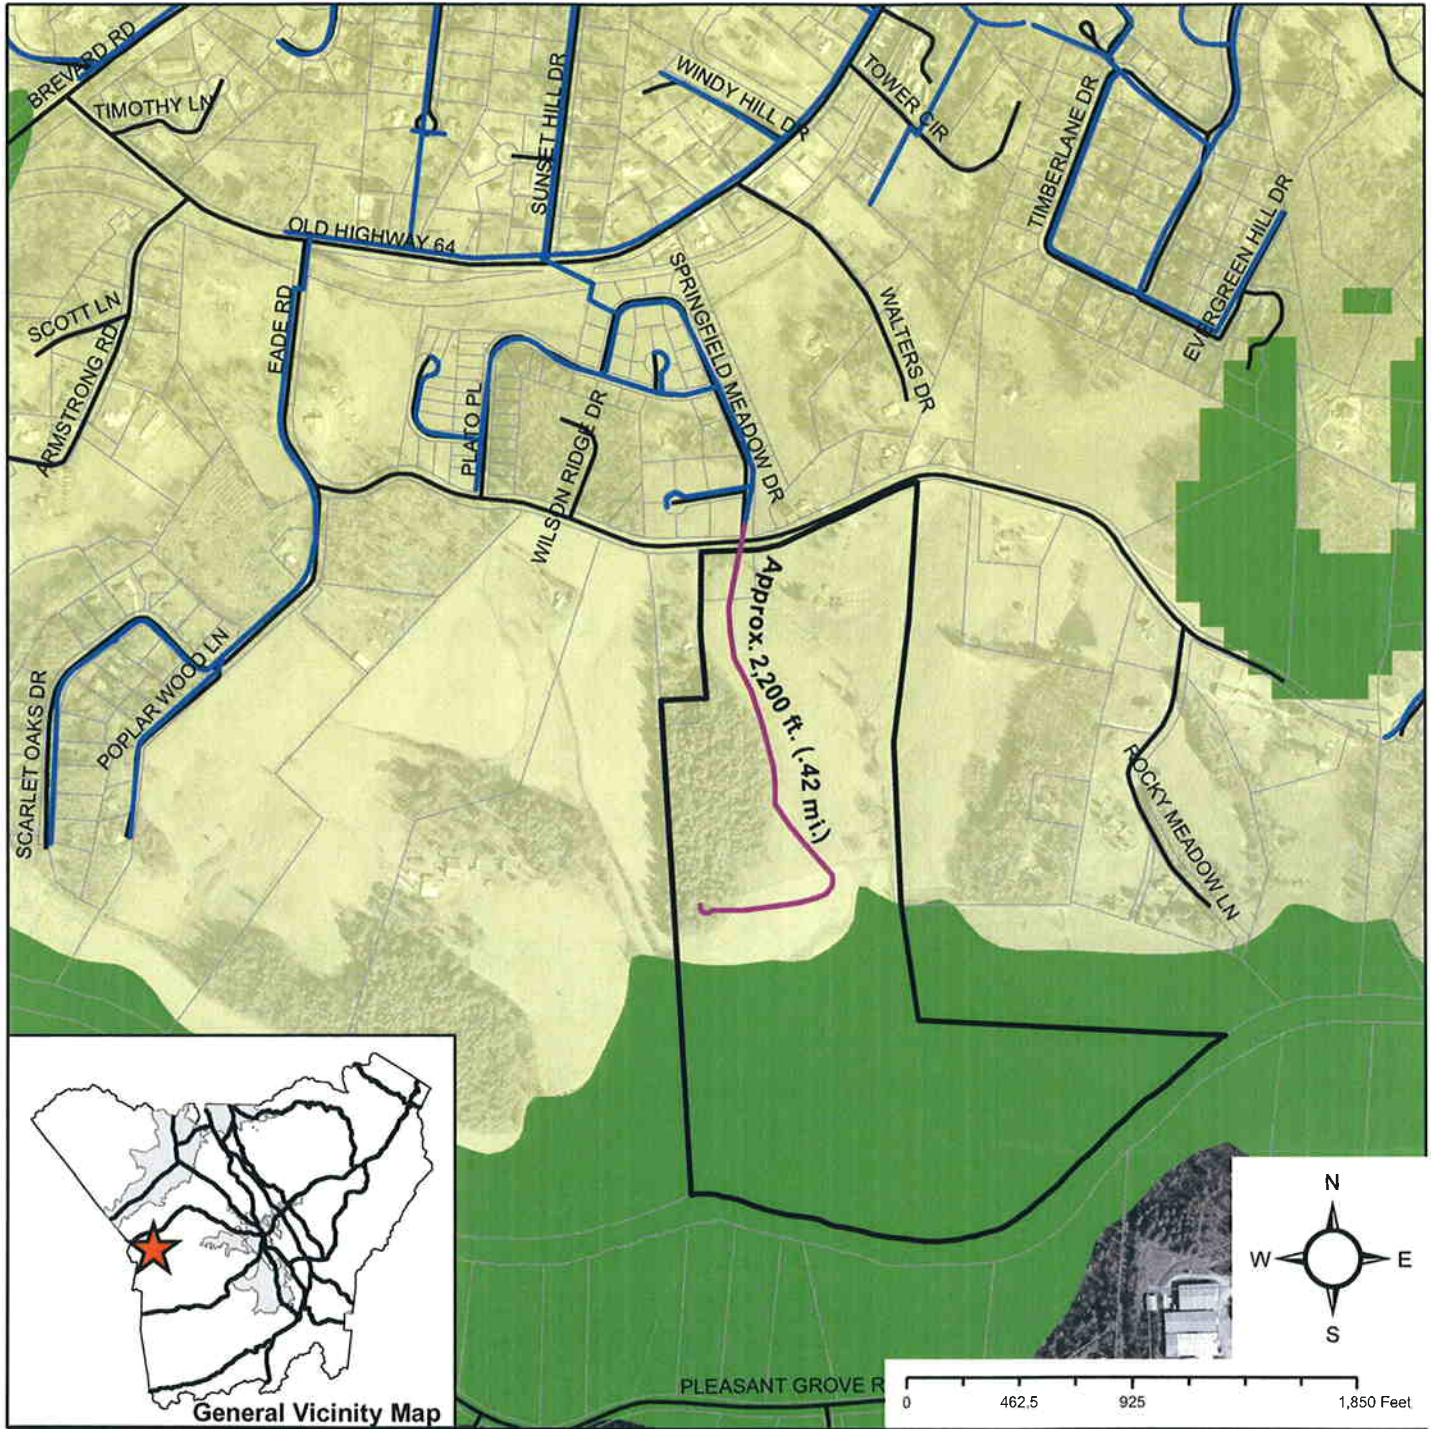 BREVARD RD
TIMOTHY LN
SUNSET HILL DR
WINDY HILL DR
TOWER CIR
TIMBERLANE DR
OLD HIGHWAY 64
EVERGREEN HILL DR
SCOTT LN
ARMSTRONG RD
EADE RD
SPRINGFIELD MEADOW DR
WALTERS DR
PLATO PL
WILSON RIDGE DR
Approx. 2,200 ft. (.42 mi.)
SCARLET OAKS DR
POPLAR WOOD LN
ROCKY MEADOW LN
General Vicinity Map
PLEASANT GROVE R
N
W E
S
0 462.5 925 1,850 Feet